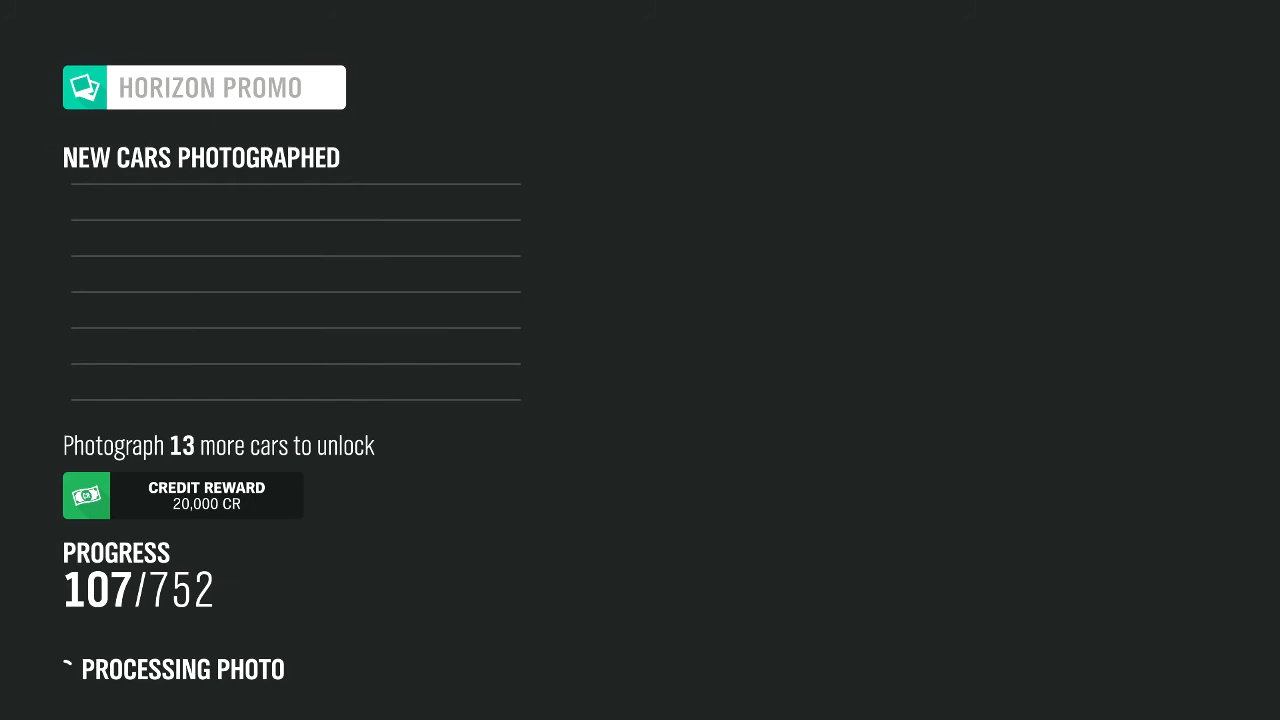 HORIZON PROMO
NEW CARS PHOTOGRAPHED
Photograph 13 more cars to unlock
CR
CREDIT REWARD
20,000 CR
PROGRESS
107/752
PROCESSING PHOTO